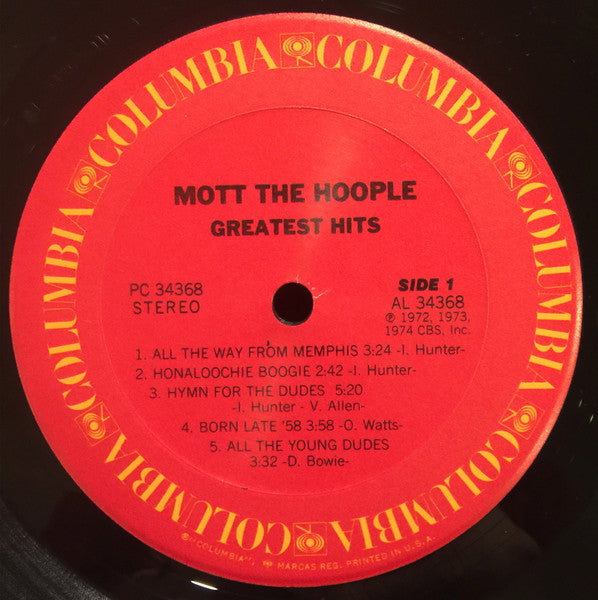 COLUMBIA COLUMBIA COLUMBIA COLUMBIA COLUMBIA COLUMBIA
MOTT THE HOOPLE
GREATEST HITS
PC 34368
STEREO
SIDE 1
AL 34368
℗ 1972, 1973,
1974 CBS, Inc.
1. ALL THE WAY FROM MEMPHIS 3:24 -I. Hunter-
2. HONALOOCHIE BOOGIE 2:42 -I. Hunter-
3. HYMN FOR THE DUDES 5:20
-I. Hunter - V. Allen-
4. BORN LATE '58 3:58 -O. Watts-
5. ALL THE YOUNG DUDES
3:32 -D. Bowie-
"COLUMBIA", MARCAS REG. PRINTED IN U.S.A.